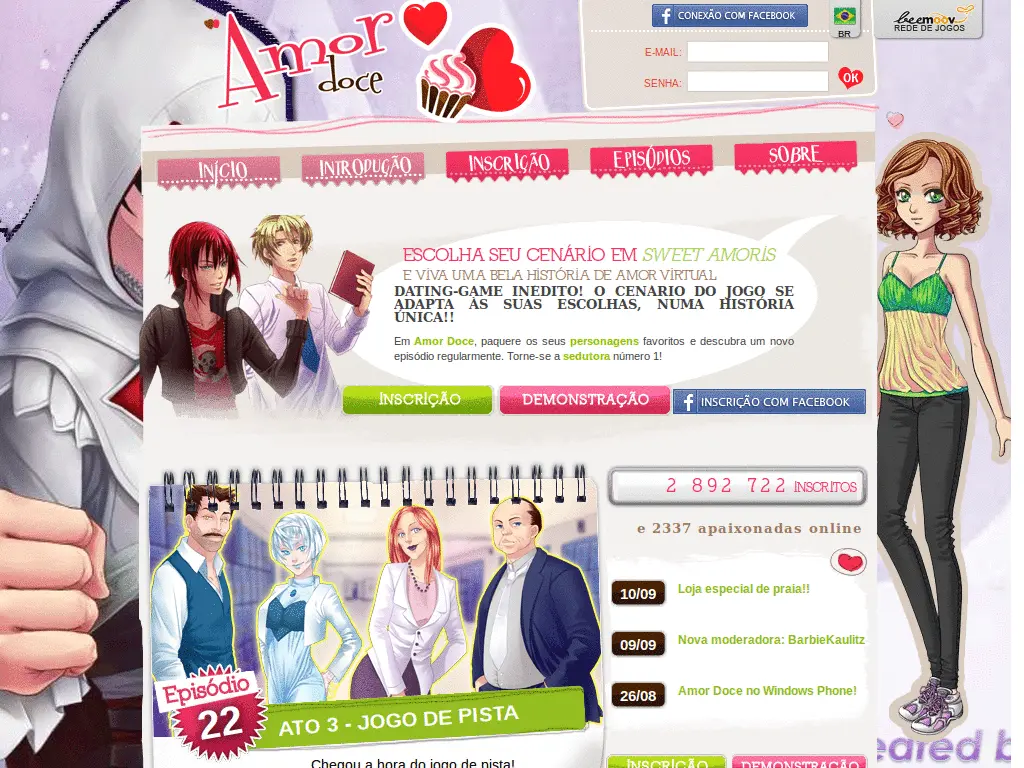 Amor
doce
CONEXÃO COM FACEBOOK
BR
beemoov
REDE DE JOGOS
E-MAIL:
SENHA:
OK
INÍCIO
INTRODUÇÃO
INSCRIÇÃO
EPISÓDIOS
SOBRE
ESCOLHA SEU CENÁRIO EM SWEET AMORIS
E VIVA UMA BELA HISTÓRIA DE AMOR VIRTUAL
DATING-GAME INEDITO! O CENARIO DO JOGO SE
ADAPTA ÀS SUAS ESCOLHAS, NUMA HISTÓRIA
ÚNICA!!
Em Amor Doce, paquere os seus personagens favoritos e descubra um novo
episódio regularmente. Torne-se a sedutora número 1!
INSCRIÇÃO
DEMONSTRAÇÃO
INSCRIÇÃO COM FACEBOOK
2 892 722 INSCRITOS
e 2337 apaixonadas online
10/09
Loja especial de praia!!
09/09
Nova moderadora: BarbieKaulitz
26/08
Amor Doce no Windows Phone!
Episódio
22
ATO 3 - JOGO DE PISTA
Chegou a hora do jogo de pista!
INSCRIÇÃO
DEMONSTRAÇÃO
eared b